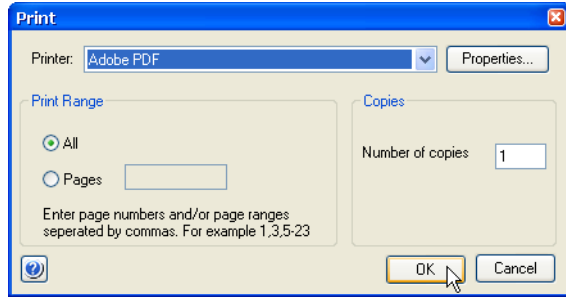 Print
Printer: Adobe PDF Properties...
Print Range
Copies
All
Number of copies 1
Pages
Enter page numbers and/or page ranges
seperated by commas. For example 1,3,5-23
? OK Cancel